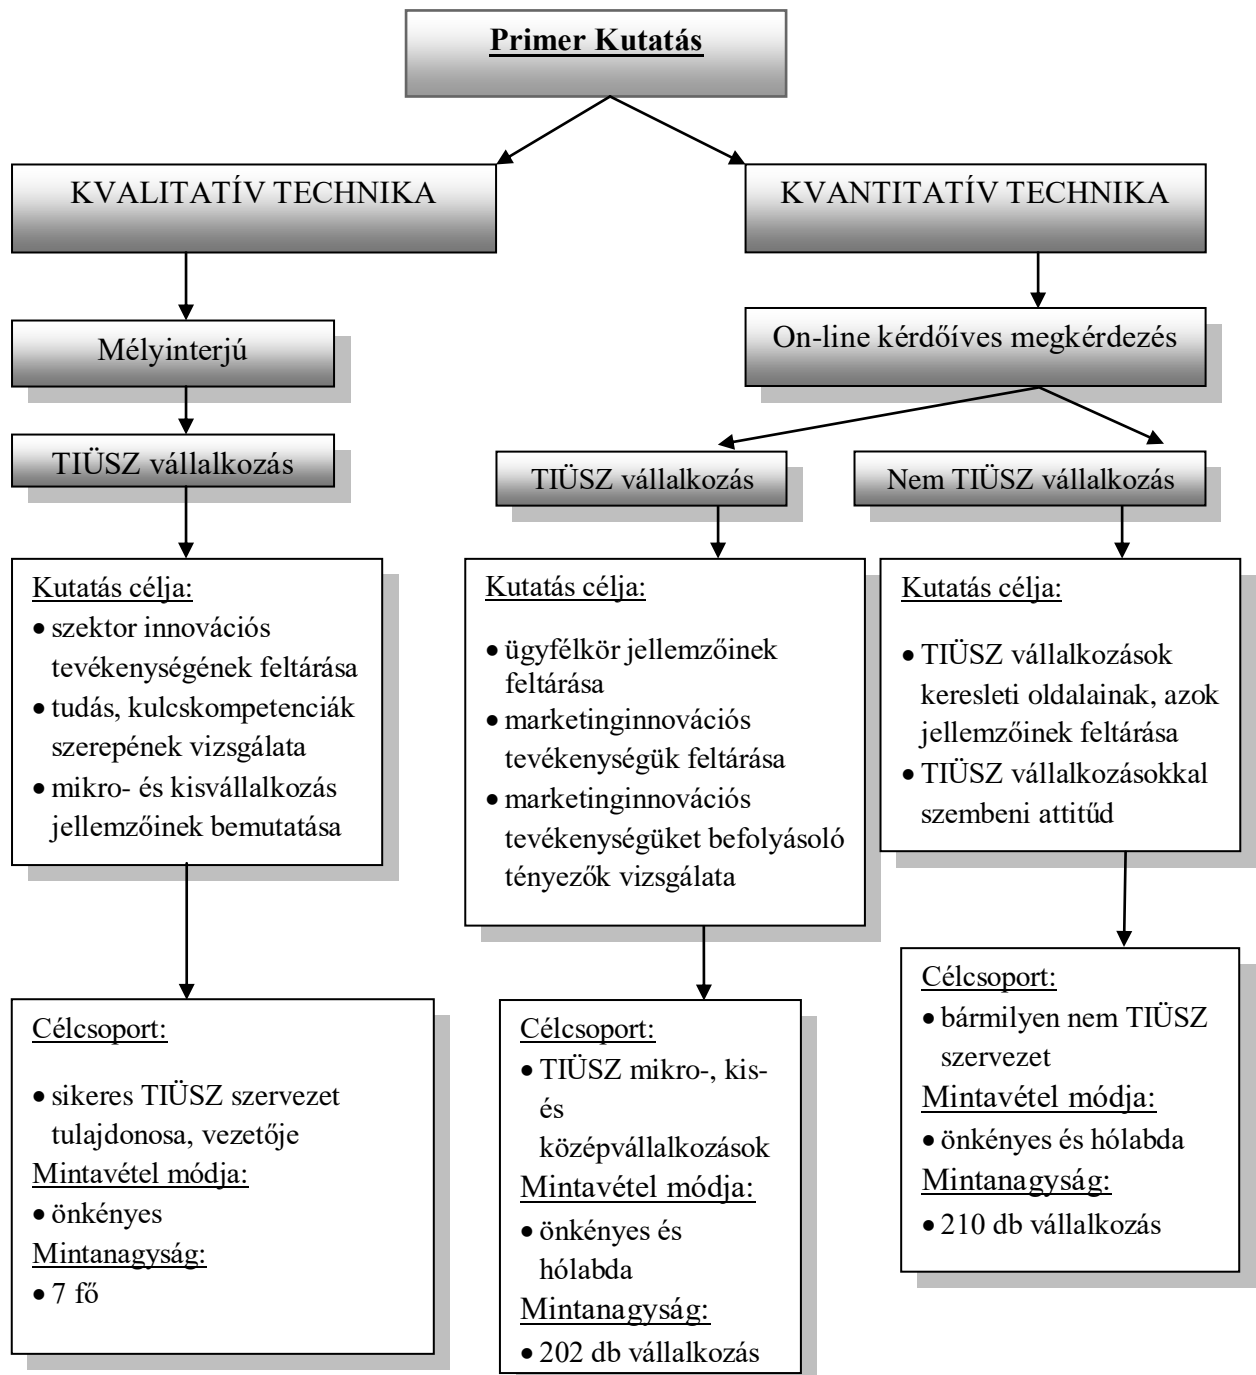 Primer Kutatás
KVALITATÍV TECHNIKA
KVANTITATÍV TECHNIKA
Mélyinterjú
On-line kérdőíves megkérdezés
TIÜSZ vállalkozás
TIÜSZ vállalkozás
Nem TIÜSZ vállalkozás
Kutatás célja:
• szektor innovációs
tevékenységének feltárása
• tudás, kulcskompetenciák
szerepének vizsgálata
• mikro- és kisvállalkozás
jellemzőinek bemutatása
Kutatás célja:
• ügyfélkör jellemzőinek
feltárása
• marketinginnovációs
tevékenységük feltárása
• marketinginnovációs
tevékenységüket befolyásoló
tényezők vizsgálata
Kutatás célja:
• TIÜSZ vállalkozások
keresleti oldalainak, azok
jellemzőinek feltárása
• TIÜSZ vállalkozásokkal
szembeni attitűd
Célcsoport:
• sikeres TIÜSZ szervezet
tulajdonosa, vezetője
Mintavétel módja:
• önkényes
Mintanagyság:
• 7 fő
Célcsoport:
• TIÜSZ mikro-, kis-
és
középvállalkozások
Mintavétel módja:
• önkényes és
hólabda
Mintanagyság:
• 202 db vállalkozás
Célcsoport:
• bármilyen nem TIÜSZ
szervezet
Mintavétel módja:
• önkényes és hólabda
Mintanagyság:
• 210 db vállalkozás